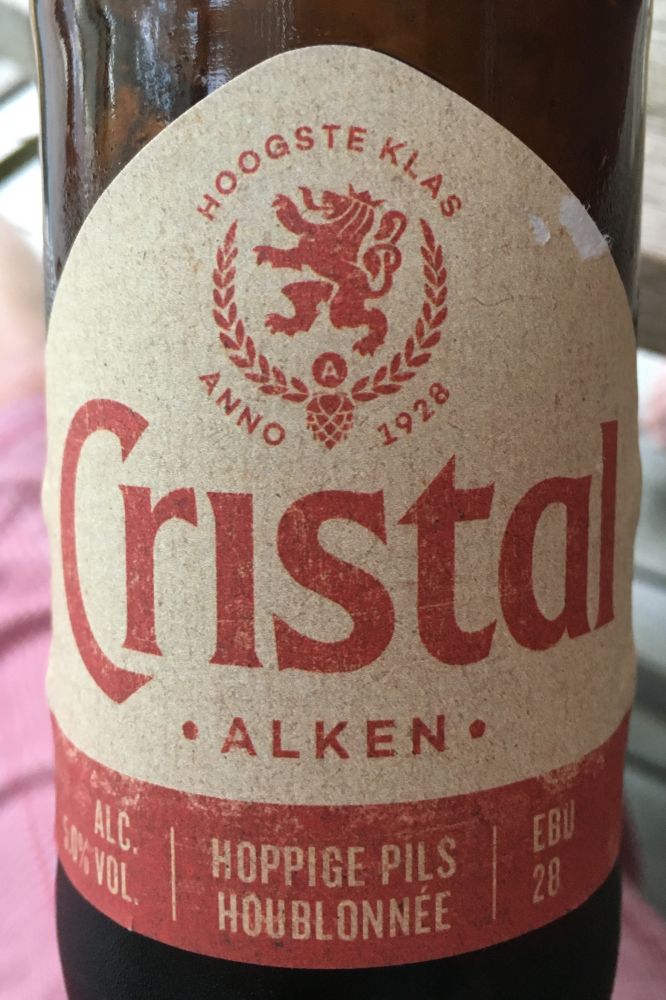 HOOGSTE KLAS
A
ANNO 1928
Cristal
• ALKEN •
ALC.
5.0% VOL.
HOPPIGE PILS
HOUBLONNÉE
EBU
28